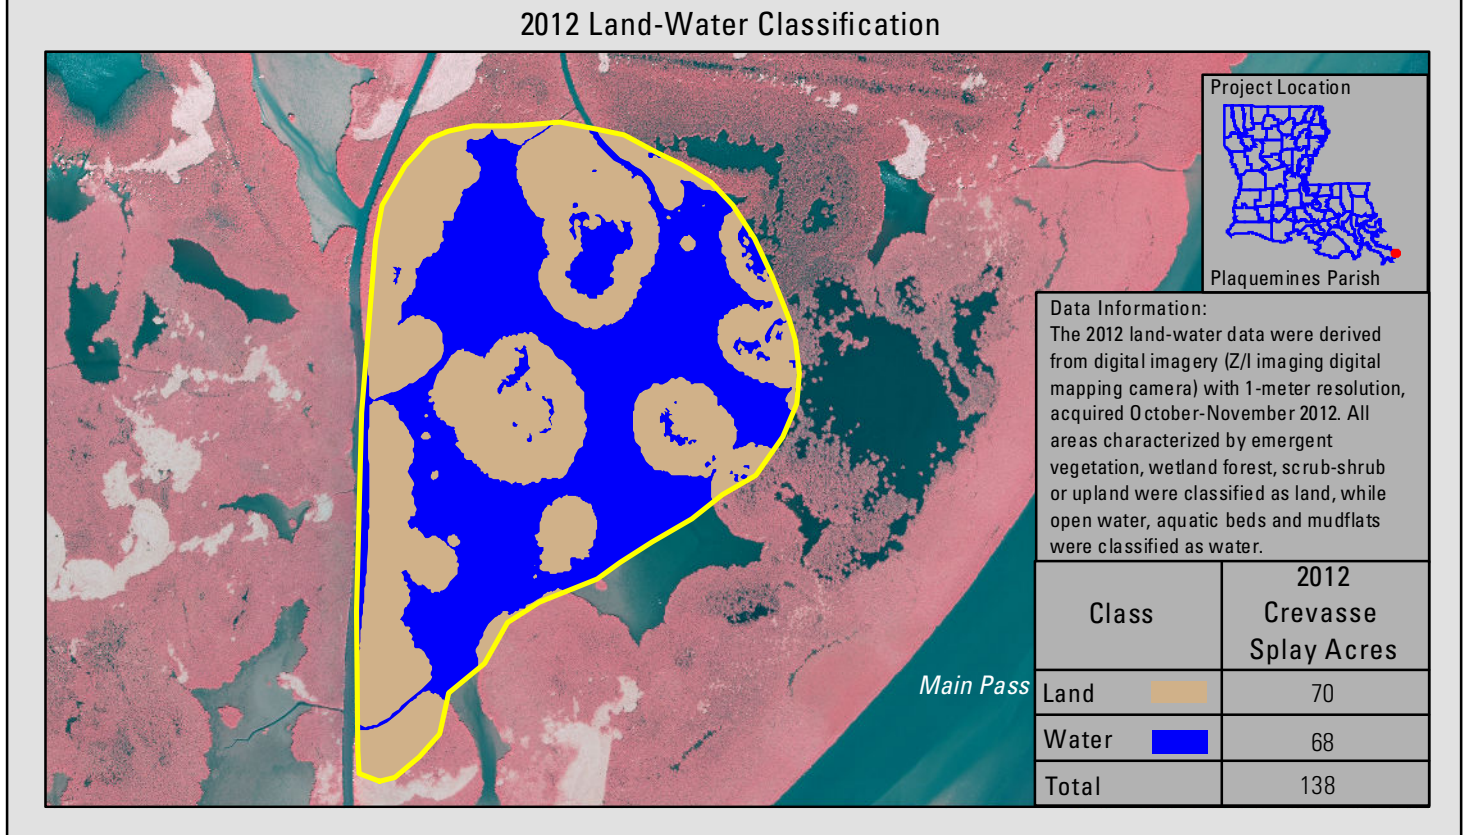 2012 Land-Water Classification
Project Location
Plaquemines Parish
Data Information:
The 2012 land-water data were derived
from digital imagery (Z/I imaging digital
mapping camera) with 1-meter resolution,
acquired October-November 2012. All
areas characterized by emergent
vegetation, wetland forest, scrub-shrub
or upland were classified as land, while
open water, aquatic beds and mudflats
were classified as water.
Class 2012 Crevasse Splay Acres
Main Pass
Land 70
Water 68
Total 138